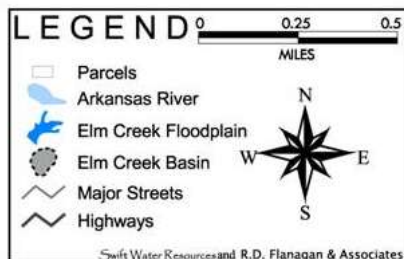 LEGEND
0 0.25 0.5
MILES
Parcels
Arkansas River
Elm Creek Floodplain
Elm Creek Basin
Major Streets
Highways
N
W E
S
Swift Water Resources and R.D. Flanagan & Associates